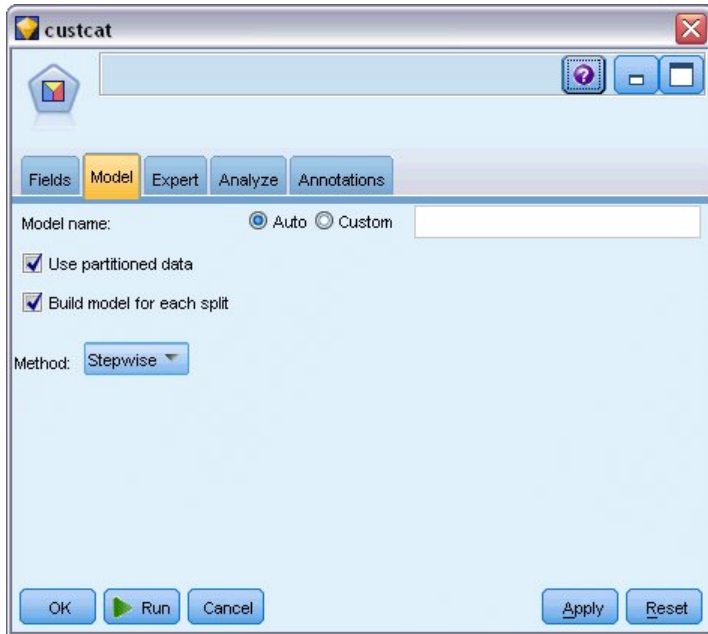 custcat
?
Fields Model Expert Analyze Annotations
Model name: Auto Custom
Use partitioned data
Build model for each split
Method: Stepwise
OK Run Cancel Apply Reset